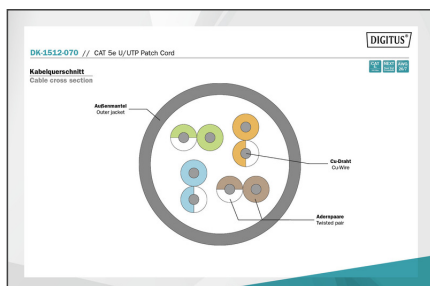 DIGITUS®
DK-1512-070 // CAT 5e U/UTP Patch Cord
Kabelquerschnitt
Cable cross section
Außenmantel
Outer jacket
Cu-Draht
Cu-Wire
Adernpaare
Twisted pair